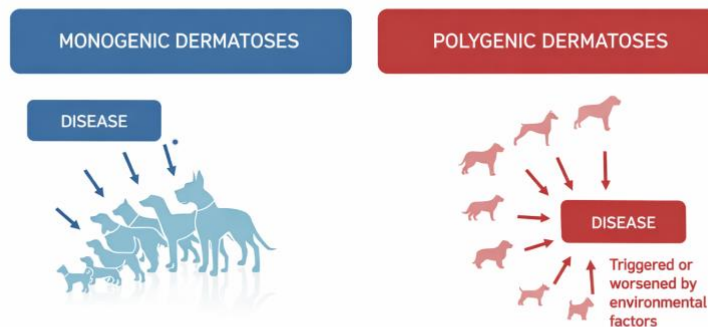 MONOGENIC DERMATOSES
DISEASE
POLYGENIC DERMATOSES
DISEASE
Triggered or
worsened by
environmental
factors